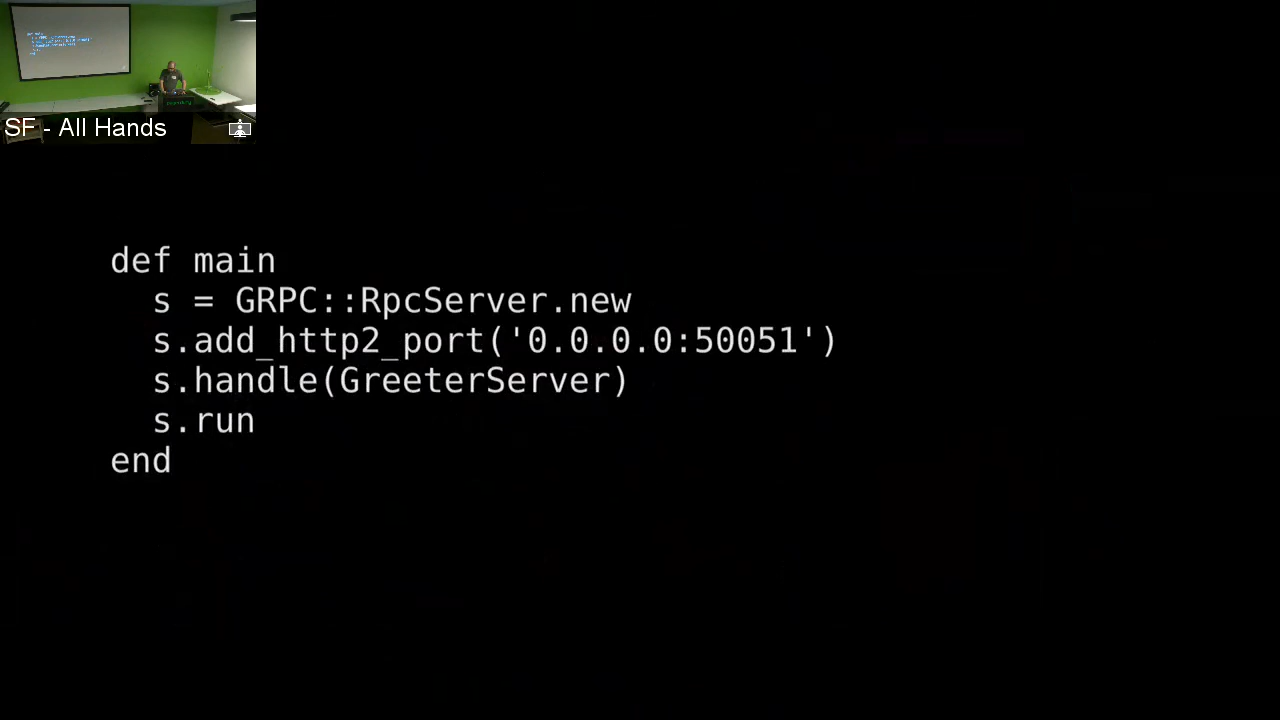 SF - All Hands
def main
  s = GRPC::RpcServer.new
  s.add_http2_port('0.0.0.0:50051')
  s.handle(GreeterServer)
  s.run
end